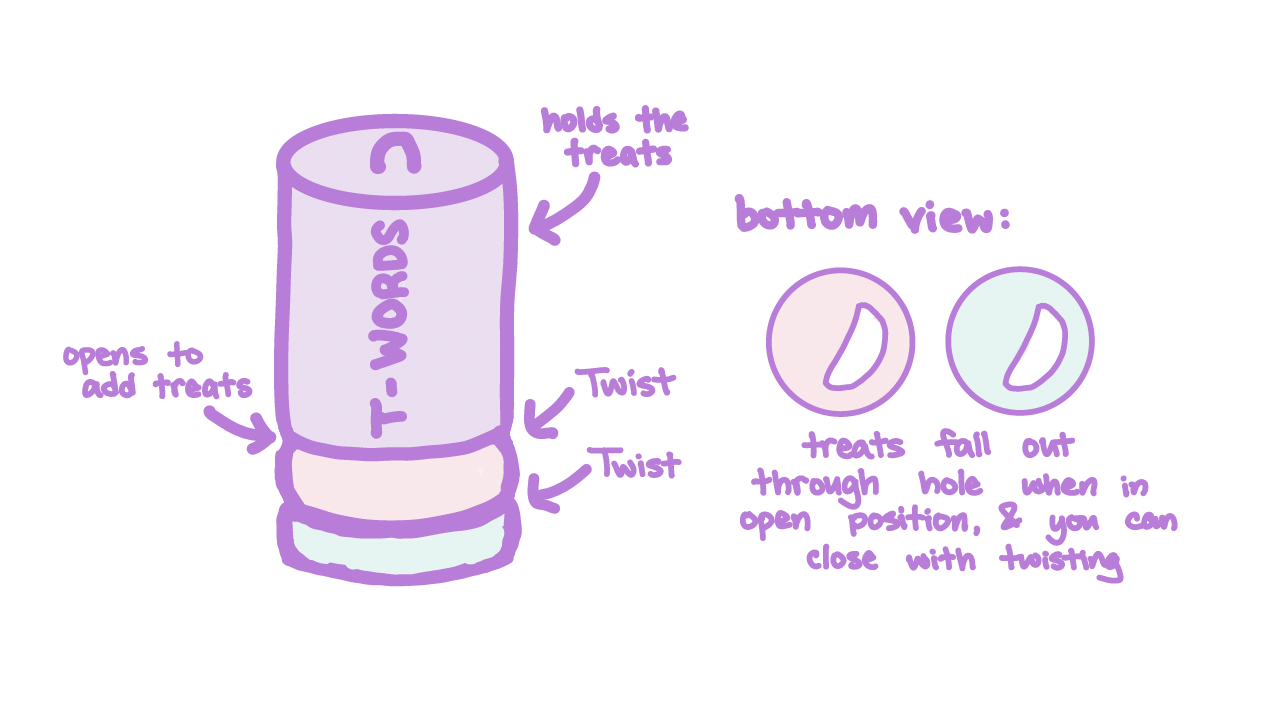 holds the
treats
T-WORDS
opens to
add treats
Twist
Twist
bottom view:
treats fall out
through hole when in
open position, & you can
close with twisting